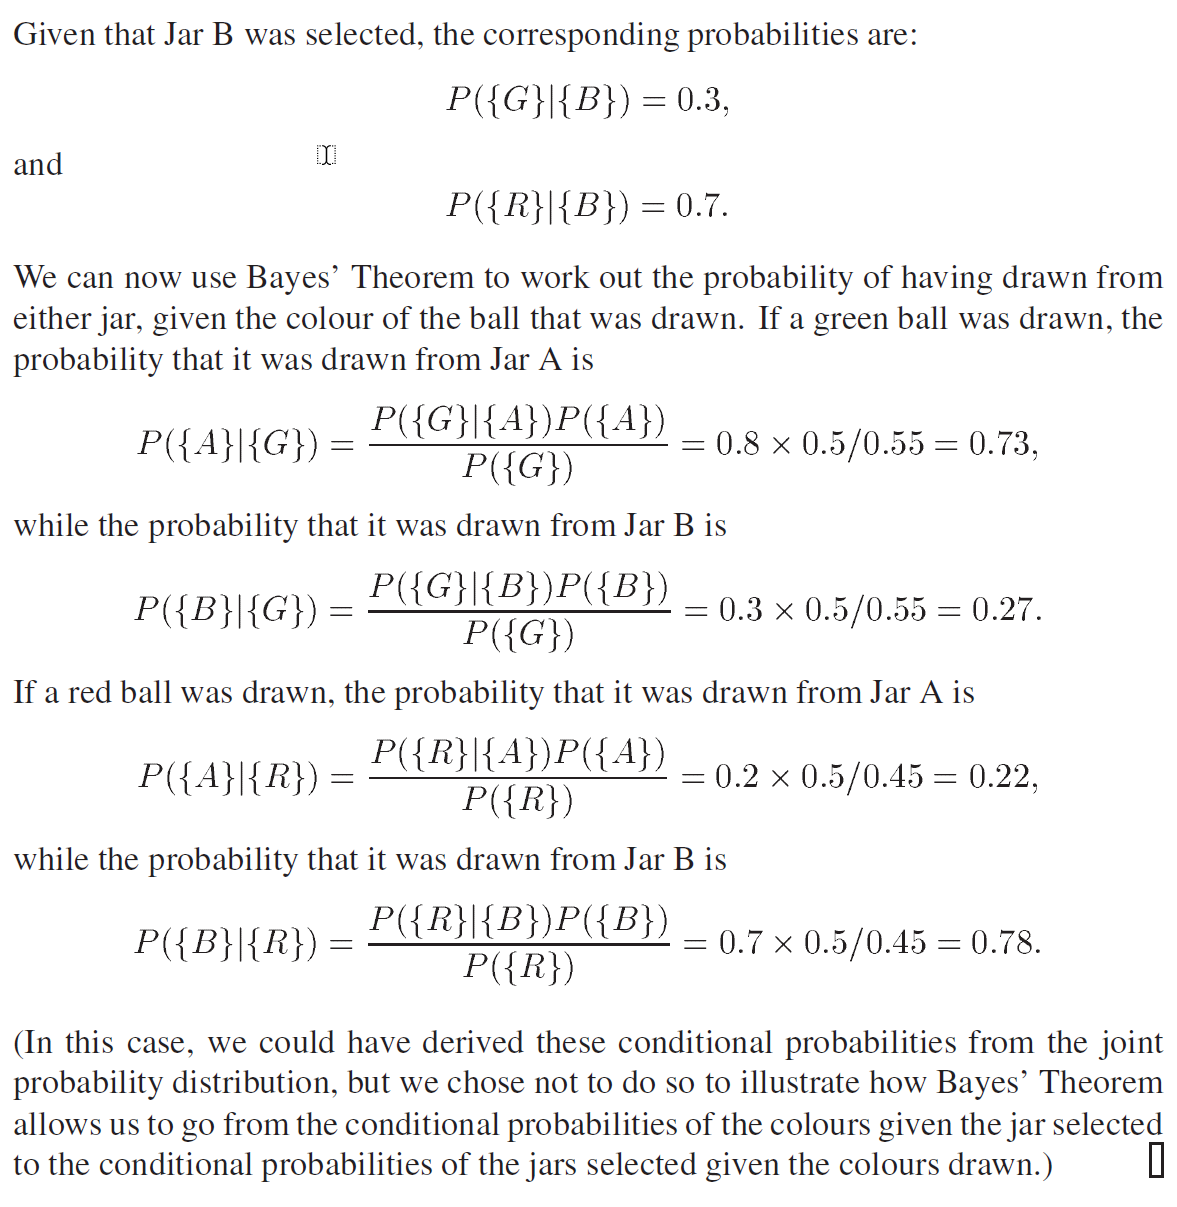 Given that Jar B was selected, the corresponding probabilities are:
P({G}|{B}) = 0.3,
and
P({R}|{B}) = 0.7.
We can now use Bayes’ Theorem to work out the probability of having drawn from
either jar, given the colour of the ball that was drawn. If a green ball was drawn, the
probability that it was drawn from Jar A is
P({A}|{G}) = P({G}|{A})P({A}) / P({G}) = 0.8 × 0.5/0.55 = 0.73,
while the probability that it was drawn from Jar B is
P({B}|{G}) = P({G}|{B})P({B}) / P({G}) = 0.3 × 0.5/0.55 = 0.27.
If a red ball was drawn, the probability that it was drawn from Jar A is
P({A}|{R}) = P({R}|{A})P({A}) / P({R}) = 0.2 × 0.5/0.45 = 0.22,
while the probability that it was drawn from Jar B is
P({B}|{R}) = P({R}|{B})P({B}) / P({R}) = 0.7 × 0.5/0.45 = 0.78.
(In this case, we could have derived these conditional probabilities from the joint
probability distribution, but we chose not to do so to illustrate how Bayes’ Theorem
allows us to go from the conditional probabilities of the colours given the jar selected
to the conditional probabilities of the jars selected given the colours drawn.)